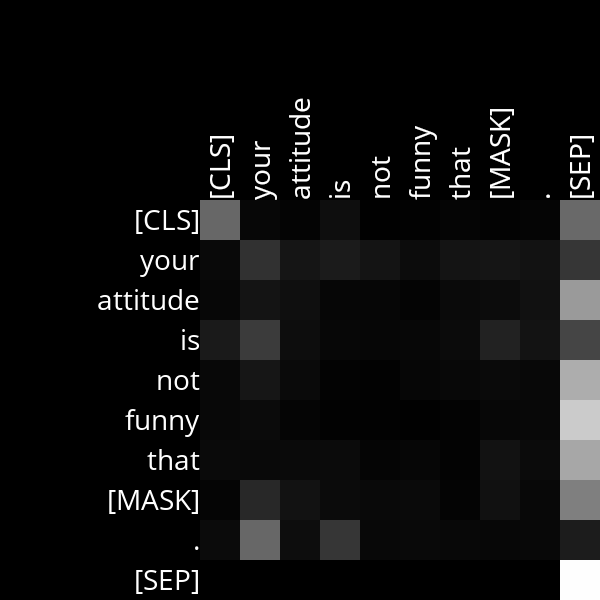 [CLS] your attitude is not funny that [MASK] . [SEP]
[CLS]
your
attitude
is
not
funny
that
[MASK]
.
[SEP]